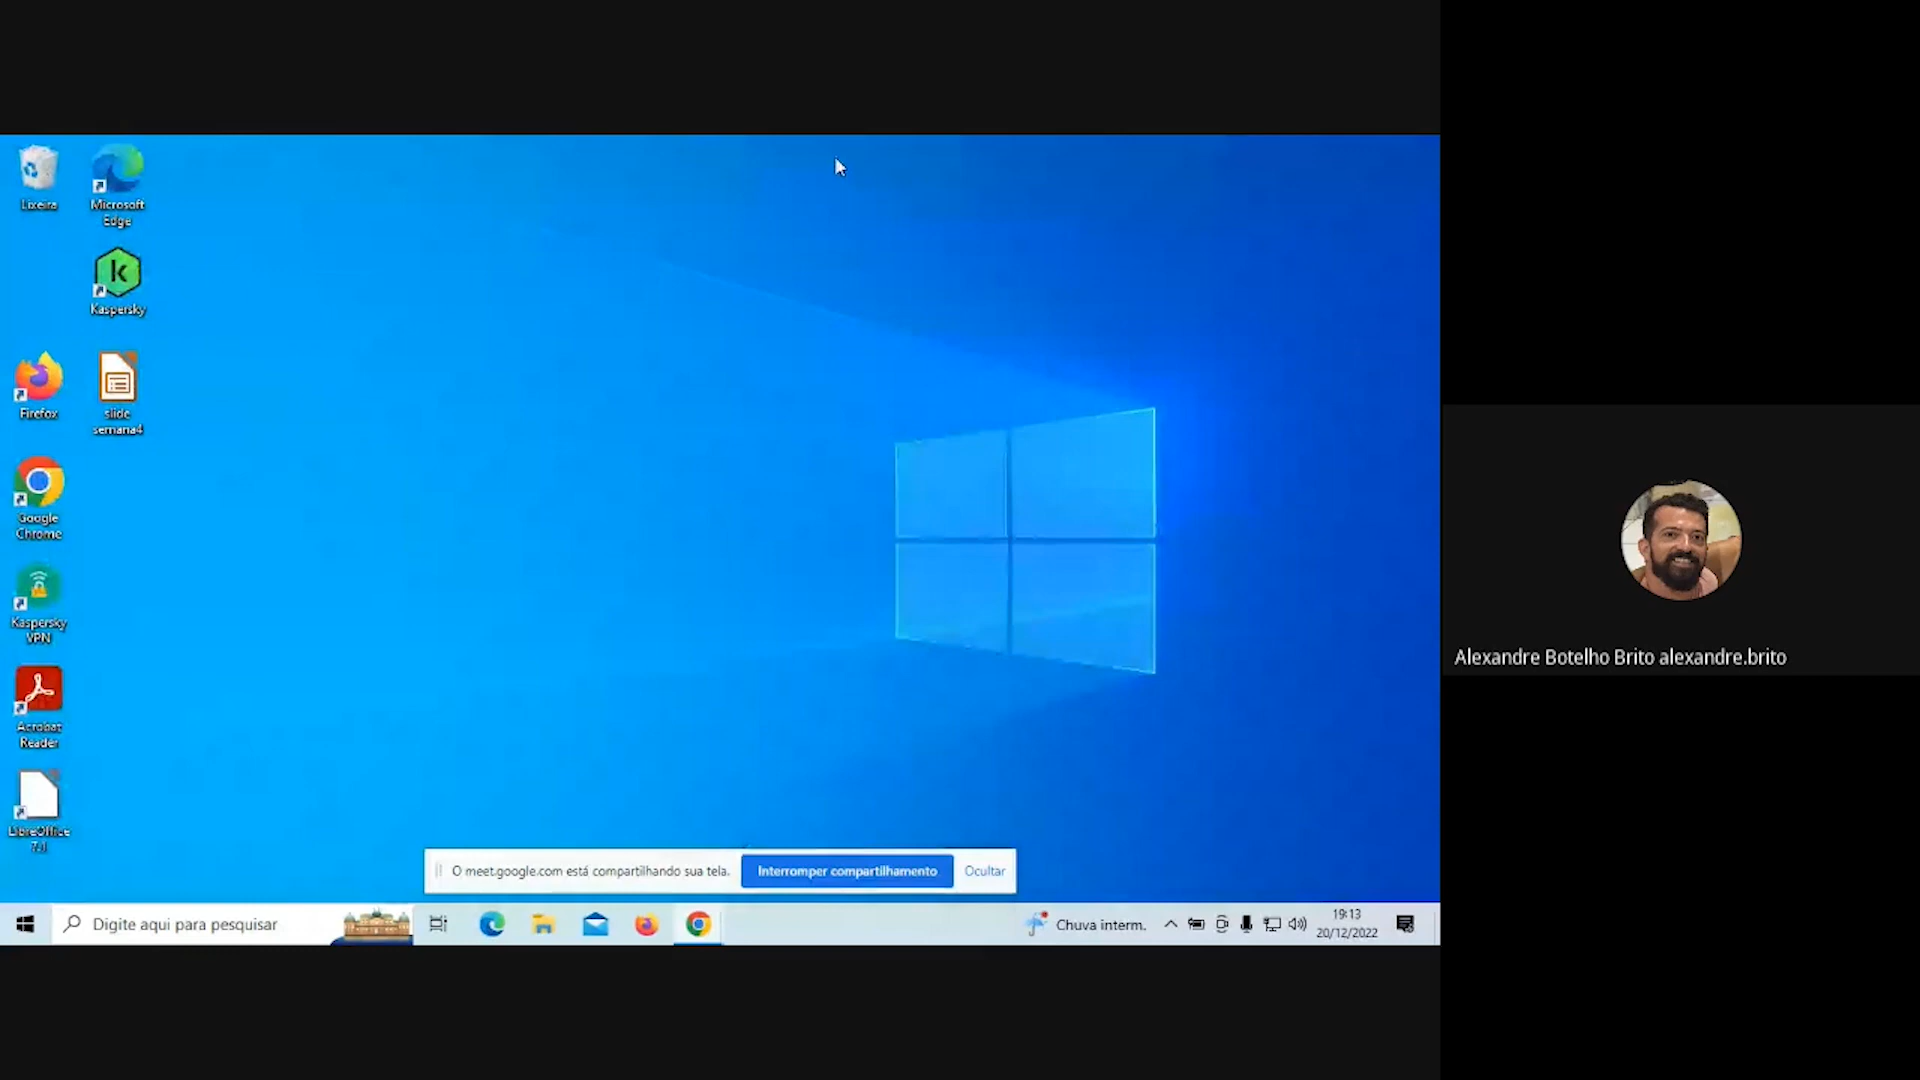 Lixeira
Microsoft
Edge
Kaspersky
Firefox
slide
semana4
Google
Chrome
Kaspersky
VPN
Acrobat
Reader
LibreOffice
O meet.google.com está compartilhando sua tela.
Interromper compartilhamento
Ocultar
Digite aqui para pesquisar
Chuva interm.
19:13
20/12/2022
Alexandre Botelho Brito alexandre.brito